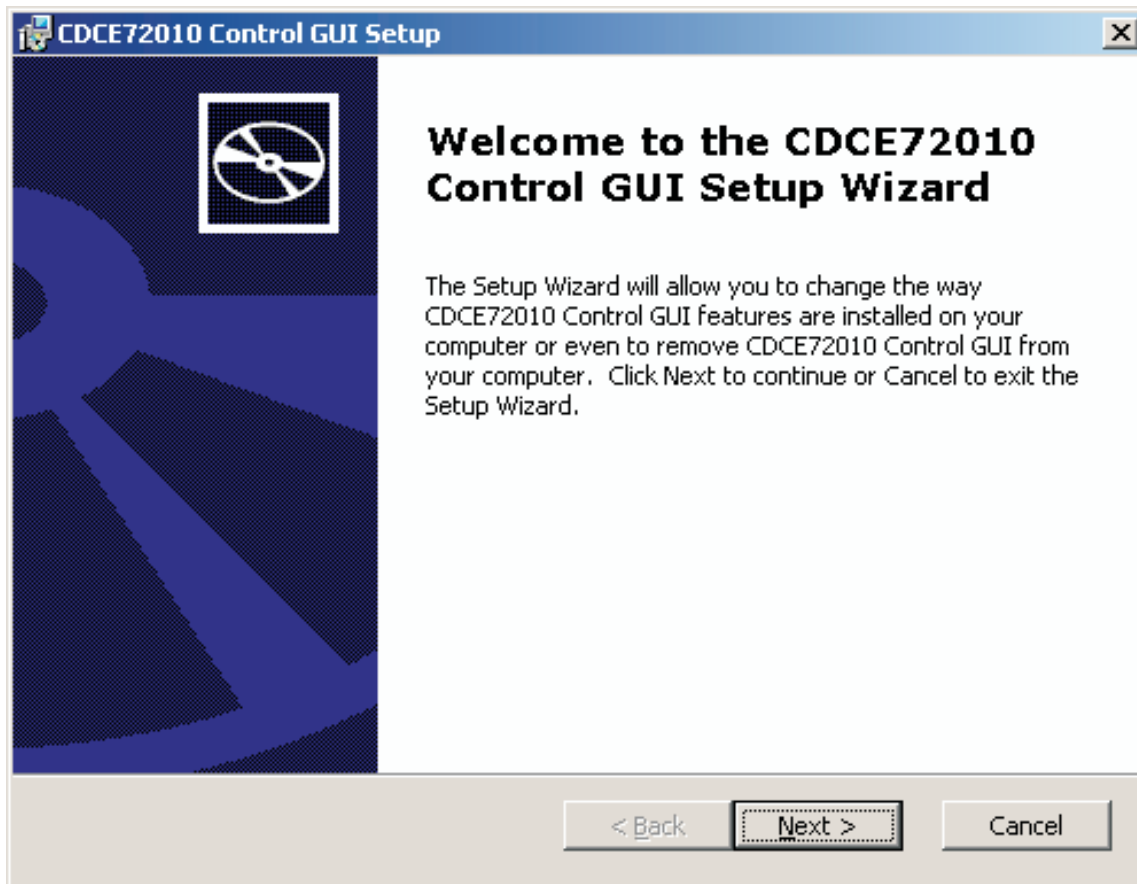 CDCE72010 Control GUI Setup
Welcome to the CDCE72010
Control GUI Setup Wizard
The Setup Wizard will allow you to change the way
CDCE72010 Control GUI features are installed on your
computer or even to remove CDCE72010 Control GUI from
your computer.  Click Next to continue or Cancel to exit the
Setup Wizard.
< Back
Next >
Cancel